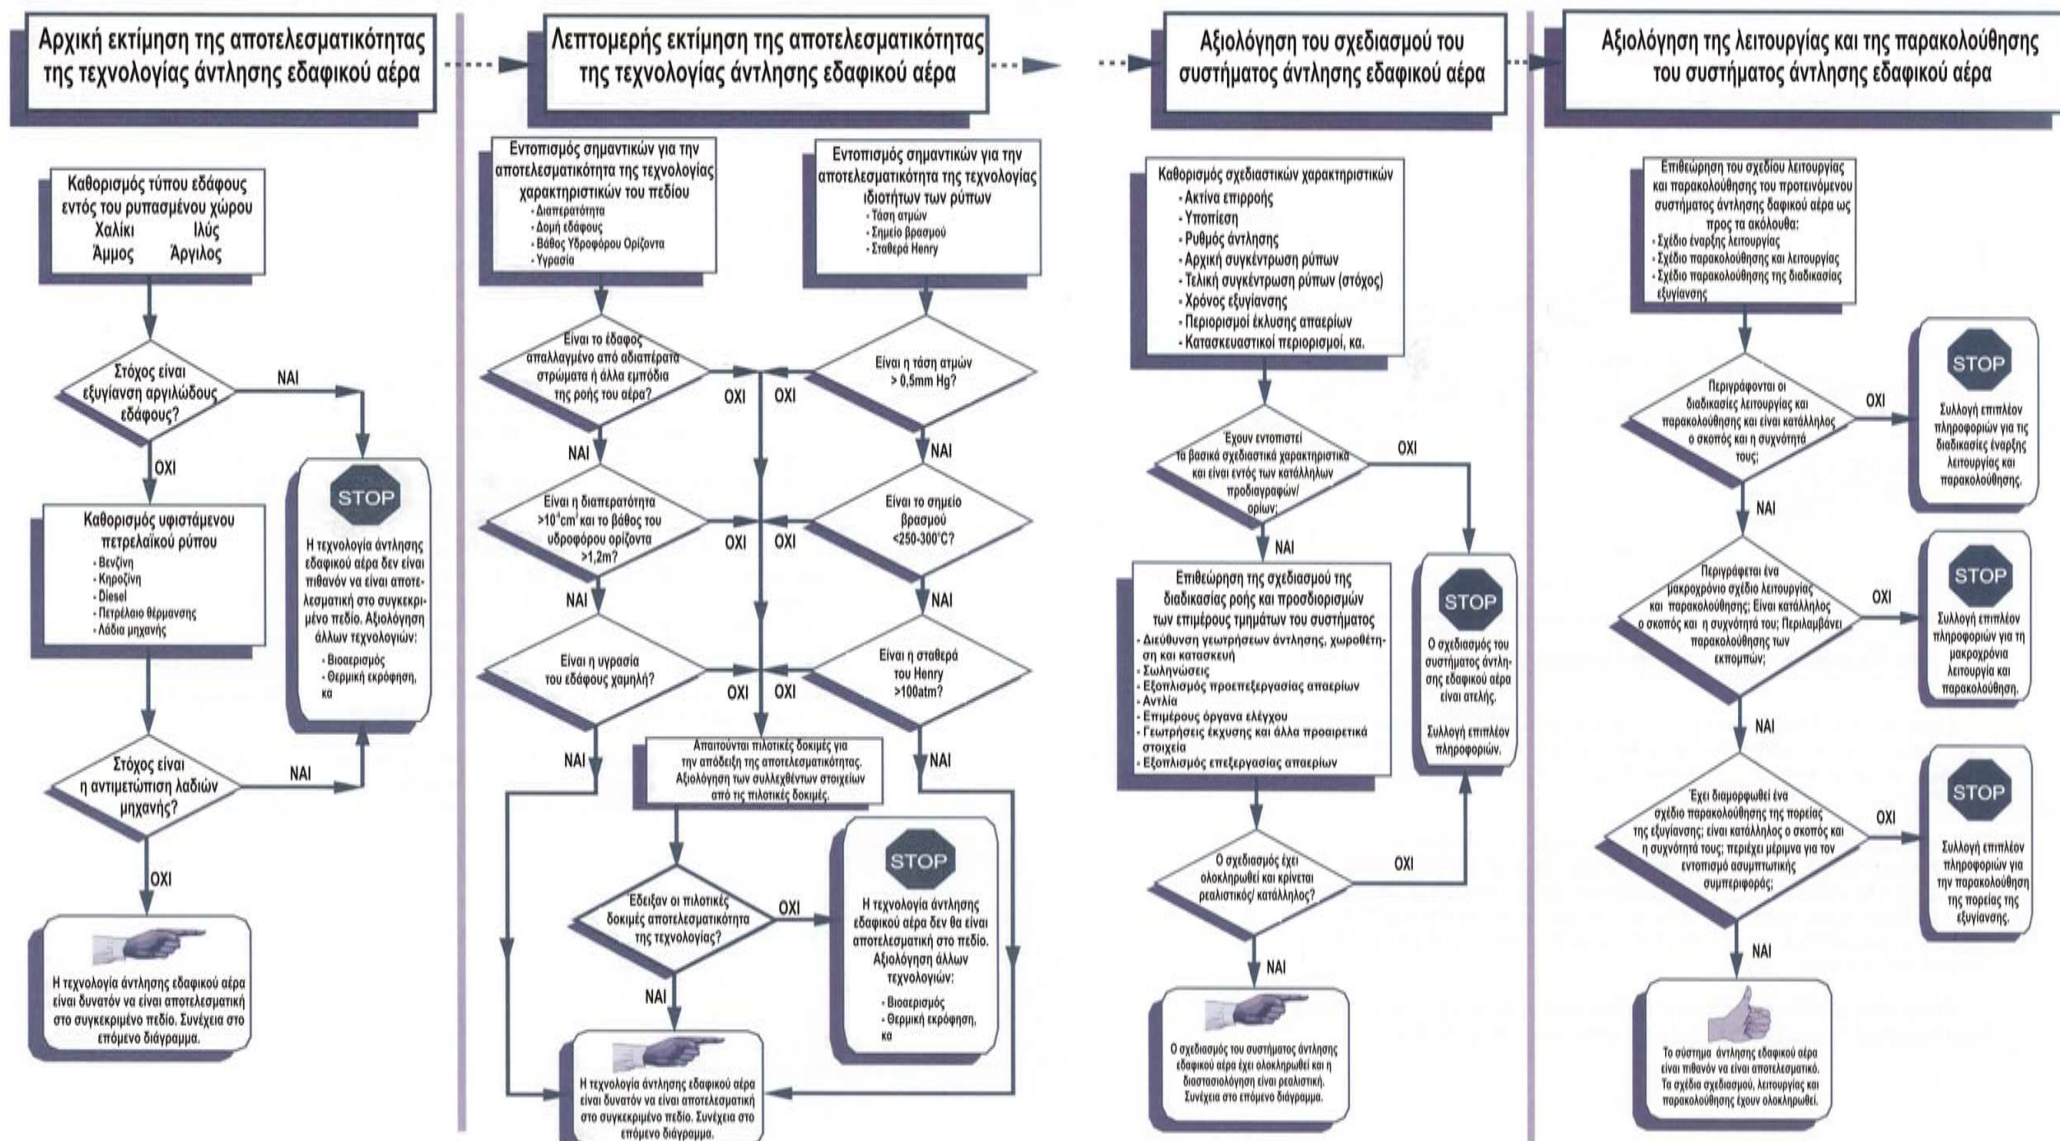 Αρχική εκτίμηση της αποτελεσματικότητας
της τεχνολογίας άντλησης εδαφικού αέρα
Καθορισμός τύπου εδάφους
εντός του ρυπασμένου χώρου
Χαλίκι Ιλύς
Άμμος Άργιλος
Στόχος είναι
εξυγίανση αργιλώδους
εδάφους?
ΝΑΙ
ΟΧΙ
Καθορισμός υφιστάμενου
πετρελαϊκού ρύπου
- Βενζίνη
- Κηροζίνη
- Diesel
- Πετρέλαιο θέρμανσης
- Λάδια μηχανής
STOP
Η τεχνολογία άντλησης
εδαφικού αέρα δεν είναι
πιθανόν να είναι αποτε-
λεσματική στο συγκεκρι-
μένο πεδίο. Αξιολόγηση
άλλων τεχνολογιών:
- Βιοαερισμός
- Θερμική εκρόφηση,
κα
Στόχος είναι
η αντιμετώπιση λαδιών
μηχανής?
ΝΑΙ
ΟΧΙ
Η τεχνολογία άντλησης εδαφικού αέρα
είναι δυνατόν να είναι αποτελεσματική
στο συγκεκριμένο πεδίο. Συνέχεια στο
επόμενο διάγραμμα.
Λεπτομερής εκτίμηση της αποτελεσματικότητας
της τεχνολογίας άντλησης εδαφικού αέρα
Εντοπισμός σημαντικών για την
αποτελεσματικότητα της τεχνολογίας
χαρακτηριστικών του πεδίου
- Διαπερατότητα
- Δομή εδάφους
- Βάθος Υδροφόρου Ορίζοντα
- Υγρασία
Εντοπισμός σημαντικών για την
αποτελεσματικότητα της τεχνολογίας
ιδιοτήτων των ρύπων
- Τάση ατμών
- Σημείο βρασμού
- Σταθερά Henry
Είναι το έδαφος
απαλλαγμένο από αδιαπέρατα
στρώματα ή άλλα εμπόδια
της ροής του αέρα?
ΟΧΙ
ΟΧΙ
Είναι η τάση ατμών
> 0,5mm Hg?
ΝΑΙ
ΝΑΙ
Είναι η διαπερατότητα
>10⁻⁸cm² και το βάθος του
υδροφόρου ορίζοντα
>1,2m?
ΟΧΙ
ΟΧΙ
Είναι το σημείο
βρασμού
<250-300°C?
ΝΑΙ
ΝΑΙ
Είναι η υγρασία
του εδάφους χαμηλή?
ΟΧΙ
ΟΧΙ
Είναι η σταθερά
του Henry
>100atm?
ΝΑΙ
ΝΑΙ
Απαιτούνται πιλοτικές δοκιμές για
την απόδειξη της αποτελεσματικότητας.
Αξιολόγηση των συλλεχθέντων στοιχείων
από τις πιλοτικές δοκιμές.
Έδειξαν οι πιλοτικές
δοκιμές αποτελεσματικότητα
της τεχνολογίας?
ΟΧΙ
ΝΑΙ
STOP
Η τεχνολογία άντλησης
εδαφικού αέρα δεν θα είναι
αποτελεσματική στο πεδίο.
Αξιολόγηση άλλων
τεχνολογιών:
- Βιοαερισμός
- Θερμική εκρόφηση,
κα
Η τεχνολογία άντλησης εδαφικού αέρα
είναι δυνατόν να είναι αποτελεσματική
στο συγκεκριμένο πεδίο. Συνέχεια στο
επόμενο διάγραμμα.
Αξιολόγηση του σχεδιασμού του
συστήματος άντλησης εδαφικού αέρα
Καθορισμός σχεδιαστικών χαρακτηριστικών
- Ακτίνα επιρροής
- Υποπίεση
- Ρυθμός άντλησης
- Αρχική συγκέντρωση ρύπων
- Τελική συγκέντρωση ρύπων (στόχος)
- Χρόνος εξυγίανσης
- Περιορισμοί έκλυσης απαερίων
- Κατασκευαστικοί περιορισμοί, κα.
Έχουν εντοπιστεί
τα βασικά σχεδιαστικά χαρακτηριστικά
και είναι εντός των κατάλληλων
προδιαγραφών/
ορίων;
ΟΧΙ
ΝΑΙ
Επιθεώρηση της σχεδιασμού της
διαδικασίας ροής και προσδιορισμών
των επιμέρους τμημάτων του συστήματος
- Διεύθυνση γεωτρήσεων άντλησης, χωροθέτη-
ση και κατασκευή
- Σωληνώσεις
- Εξοπλισμός προεπεξεργασίας απαερίων
- Αντλία
- Επιμέρους όργανα ελέγχου
- Γεωτρήσεις έκχυσης και άλλα προαιρετικά
στοιχεία
- Εξοπλισμός επεξεργασίας απαερίων
STOP
Ο σχεδιασμός του
συστήματος άντλη-
σης εδαφικού αέρα
είναι ατελής.
Συλλογή επιπλέον
πληροφοριών.
Ο σχεδιασμός έχει
ολοκληρωθεί και κρίνεται
ρεαλιστικός/ κατάλληλος?
ΟΧΙ
ΝΑΙ
Ο σχεδιασμός του συστήματος άντλησης
εδαφικού αέρα έχει ολοκληρωθεί και η
διαστασιολόγηση είναι ρεαλιστική.
Συνέχεια στο επόμενο διάγραμμα.
Αξιολόγηση της λειτουργίας και της παρακολούθησης
του συστήματος άντλησης εδαφικού αέρα
Επιθεώρηση του σχεδίου λειτουργίας
και παρακολούθησης του προτεινόμενου
συστήματος άντλησης δαφικού αέρα ως
προς τα ακόλουθα:
- Σχέδιο έναρξης λειτουργίας
- Σχέδιο παρακολούθησης και λειτουργίας
- Σχέδιο παρακολούθησης της διαδικασίας
εξυγίανσης
Περιγράφονται οι
διαδικασίες λειτουργίας και
παρακολούθησης και είναι κατάλληλος
ο σκοπός και η συχνότητά
τους;
ΟΧΙ
ΝΑΙ
STOP
Συλλογή επιπλέον
πληροφοριών για τις
διαδικασίες έναρξης
λειτουργίας και
παρακολούθησης.
Περιγράφεται ένα
μακροχρόνιο σχέδιο λειτουργίας
και παρακολούθησης; Είναι κατάλληλος
ο σκοπός και η συχνότητά του; Περιλαμβάνει
παρακολούθησης των
εκπομπών;
ΟΧΙ
ΝΑΙ
STOP
Συλλογή επιπλέον
πληροφοριών για τη
μακροχρόνια
λειτουργία και
παρακολούθηση.
Έχει διαμορφωθεί ένα
σχέδιο παρακολούθησης της πορείας
της εξυγίανσης; είναι κατάλληλος ο σκοπός και
η συχνότητά τους; περιέχει μέριμνα για τον
εντοπισμό ασυμπτωτικής
συμπεριφοράς;
ΟΧΙ
ΝΑΙ
STOP
Συλλογή επιπλέον
πληροφοριών για
την παρακολούθηση
της πορείας της
εξυγίανσης.
Το σύστημα άντλησης εδαφικού αέρα
είναι πιθανόν να είναι αποτελεσματικό.
Τα σχέδια σχεδιασμού, λειτουργίας και
παρακολούθησης έχουν ολοκληρωθεί.